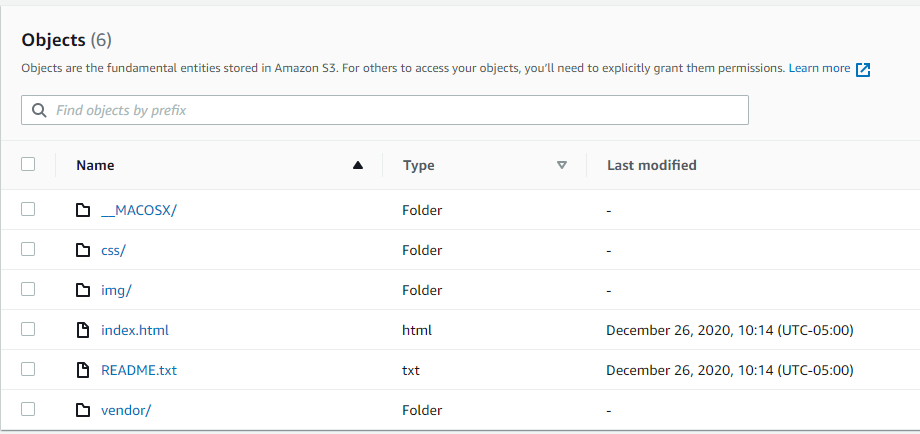 Objects (6)
Objects are the fundamental entities stored in Amazon S3. For others to access your objects, you'll need to explicitly grant them permissions. Learn more
Find objects by prefix
Name Type Last modified
__MACOSX/ Folder -
css/ Folder -
img/ Folder -
index.html html December 26, 2020, 10:14 (UTC-05:00)
README.txt txt December 26, 2020, 10:14 (UTC-05:00)
vendor/ Folder -